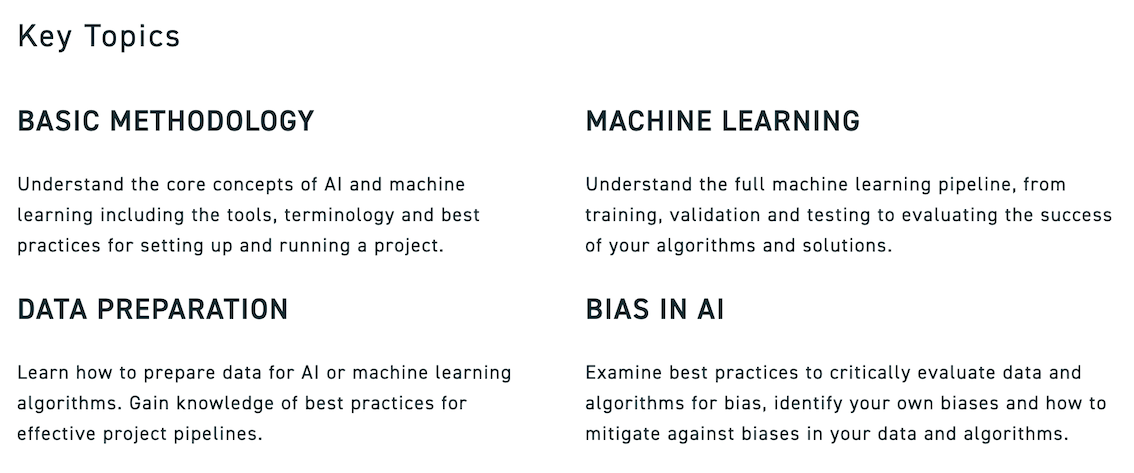 Key Topics
BASIC METHODOLOGY
Understand the core concepts of AI and machine
learning including the tools, terminology and best
practices for setting up and running a project.
MACHINE LEARNING
Understand the full machine learning pipeline, from
training, validation and testing to evaluating the success
of your algorithms and solutions.
DATA PREPARATION
Learn how to prepare data for AI or machine learning
algorithms. Gain knowledge of best practices for
effective project pipelines.
BIAS IN AI
Examine best practices to critically evaluate data and
algorithms for bias, identify your own biases and how to
mitigate against biases in your data and algorithms.